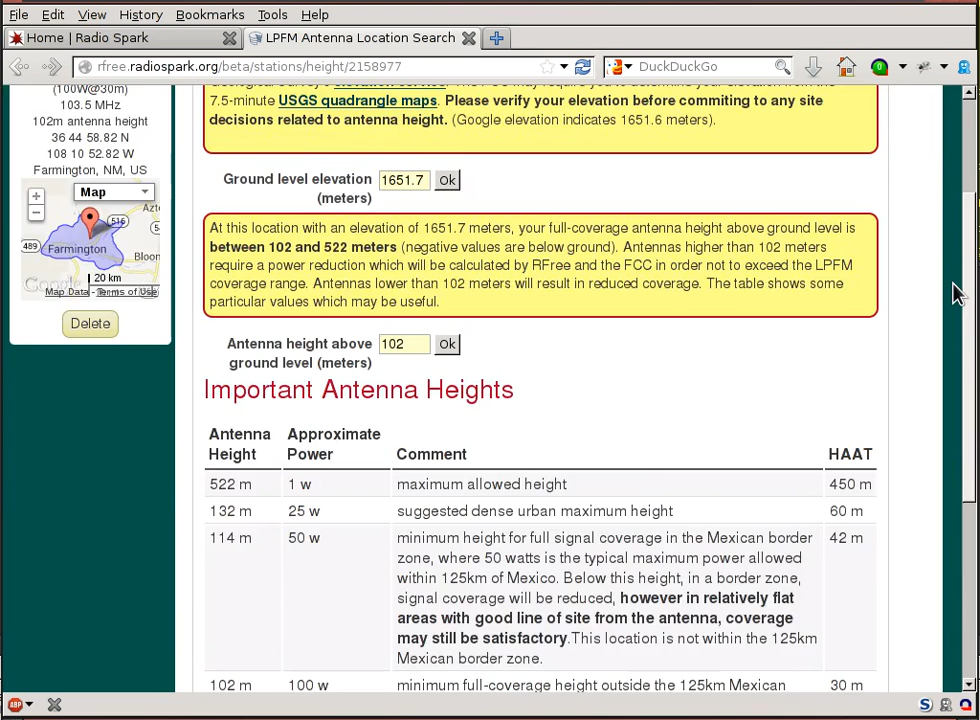 File Edit View History Bookmarks Tools Help
Home | Radio Spark LPFM Antenna Location Search
rfree.radiospark.org/beta/stations/height/2158977 DuckDuckGo
(100W@30m)
103.5 MHz
102m antenna height
36 44 58.82 N
108 10 52.82 W
Farmington, NM, US
Map
+
−
516
Azte
489
Farmington
Bloom
Google
20 km
Map Data - Terms of Use
Delete
7.5-minute USGS quadrangle maps. Please verify your elevation before commiting to any site
decisions related to antenna height. (Google elevation indicates 1651.6 meters).
Ground level elevation 1651.7 Ok
(meters)
At this location with an elevation of 1651.7 meters, your full-coverage antenna height above ground level is
between 102 and 522 meters (negative values are below ground). Antennas higher than 102 meters
require a power reduction which will be calculated by RFree and the FCC in order not to exceed the LPFM
coverage range. Antennas lower than 102 meters will result in reduced coverage. The table shows some
particular values which may be useful.
Antenna height above 102 Ok
ground level (meters)
Important Antenna Heights
Antenna Height Approximate Power Comment HAAT
522 m 1 w maximum allowed height 450 m
132 m 25 w suggested dense urban maximum height 60 m
114 m 50 w minimum height for full signal coverage in the Mexican border 42 m
zone, where 50 watts is the typical maximum power allowed
within 125km of Mexico. Below this height, in a border zone,
signal coverage will be reduced, however in relatively flat
areas with good line of site from the antenna, coverage
may still be satisfactory.This location is not within the 125km
Mexican border zone.
102 m 100 w minimum full-coverage height outside the 125km Mexican 30 m
ABP
S